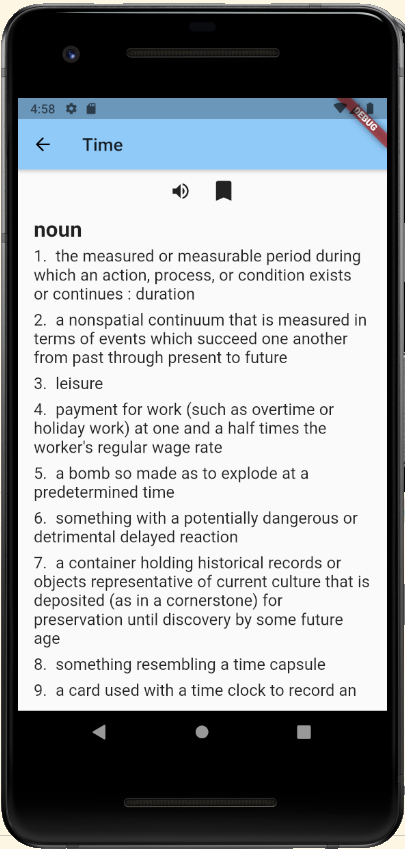 4:58
DEBUG
Time
noun
1. the measured or measurable period during
which an action, process, or condition exists
or continues : duration
2. a nonspatial continuum that is measured in
terms of events which succeed one another
from past through present to future
3. leisure
4. payment for work (such as overtime or
holiday work) at one and a half times the
worker's regular wage rate
5. a bomb so made as to explode at a
predetermined time
6. something with a potentially dangerous or
detrimental delayed reaction
7. a container holding historical records or
objects representative of current culture that is
deposited (as in a cornerstone) for
preservation until discovery by some future
age
8. something resembling a time capsule
9. a card used with a time clock to record an